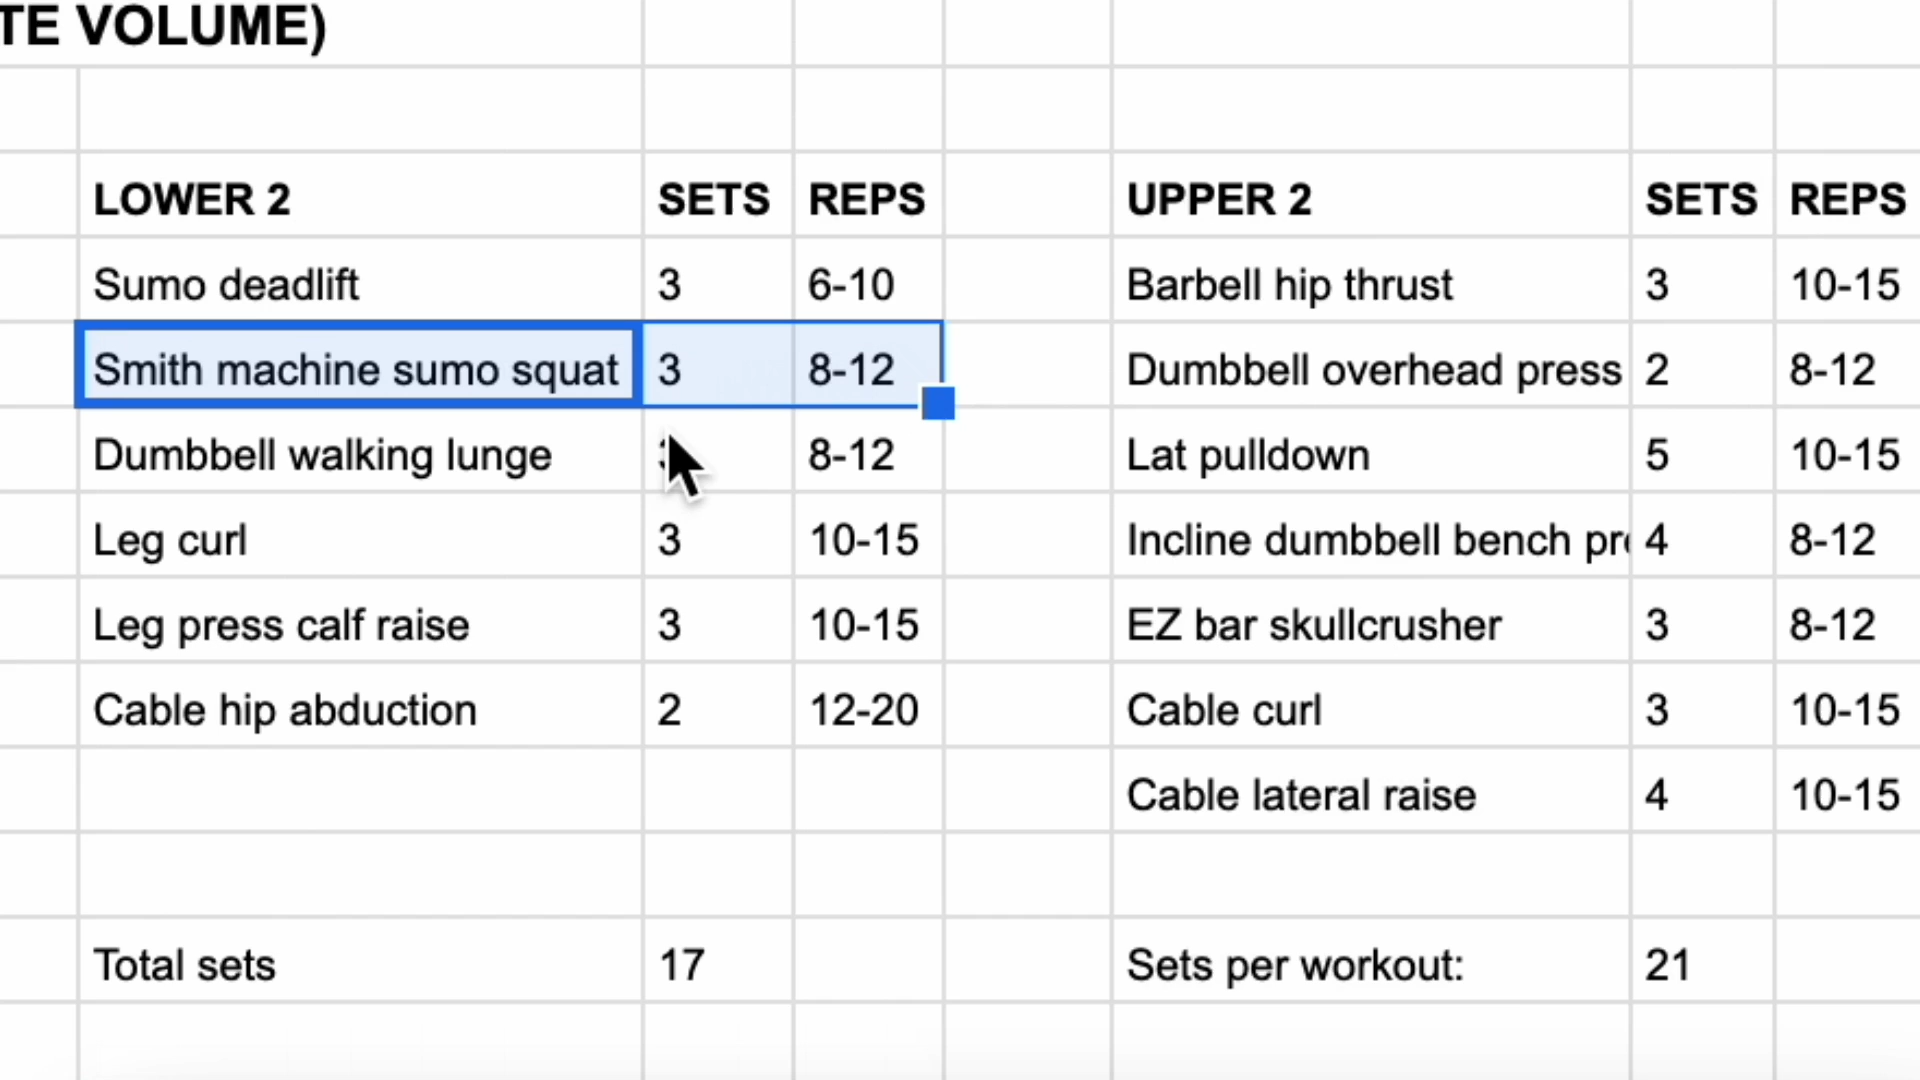 TE VOLUME)
LOWER 2 SETS REPS UPPER 2 SETS REPS
Sumo deadlift 3 6-10 Barbell hip thrust 3 10-15
Smith machine sumo squat 3 8-12 Dumbbell overhead press 2 8-12
Dumbbell walking lunge 8-12 Lat pulldown 5 10-15
Leg curl 3 10-15 Incline dumbbell bench 4 8-12
Leg press calf raise 3 10-15 EZ bar skullcrusher 3 8-12
Cable hip abduction 2 12-20 Cable curl 3 10-15
Cable lateral raise 4 10-15
Total sets 17 Sets per workout: 21